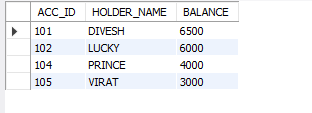 ACC_ID HOLDER_NAME BALANCE
101 DIVESH 6500
102 LUCKY 6000
104 PRINCE 4000
105 VIRAT 3000